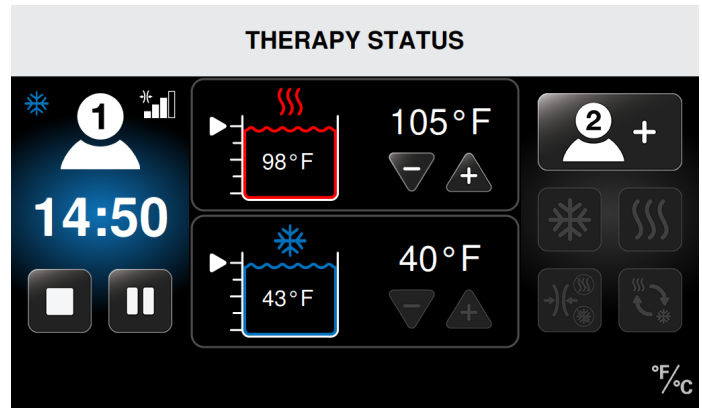 THERAPY STATUS
1
14:50
98°F
105°F
- +
43°F
40°F
- +
2 +
°F/°C